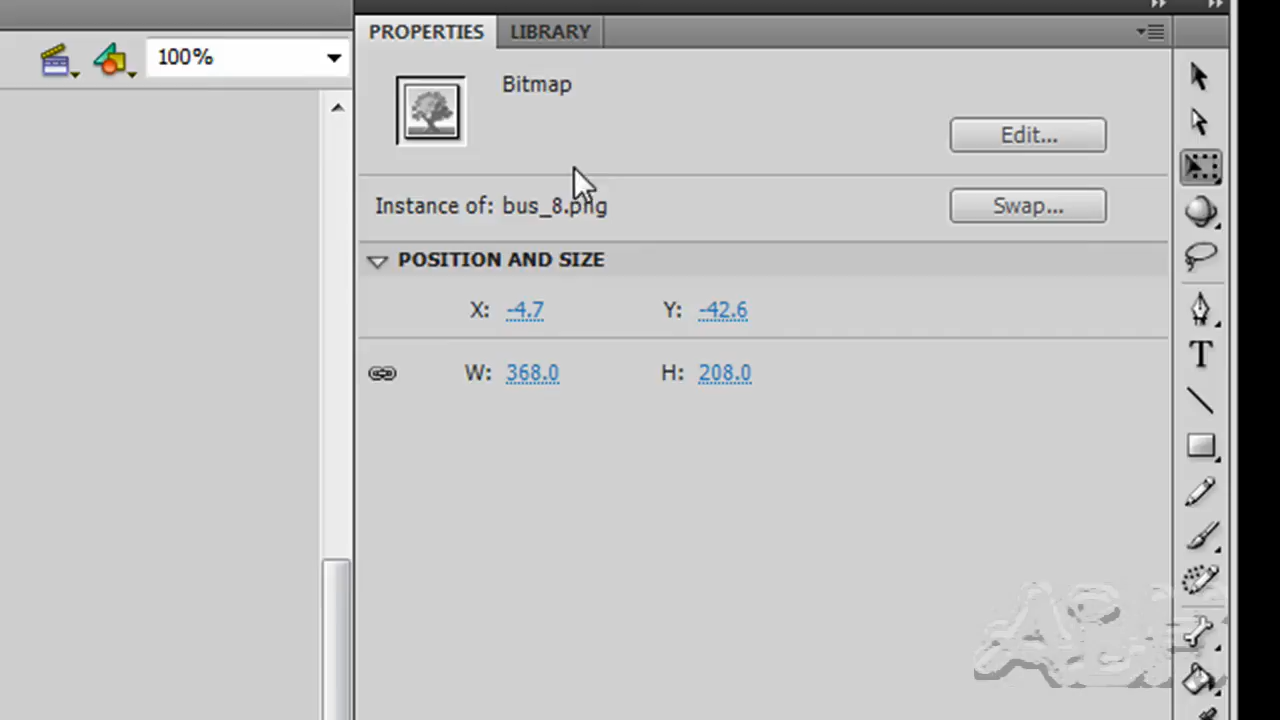 PROPERTIES LIBRARY
100%
Bitmap
Edit...
Instance of: bus_8.png
Swap...
POSITION AND SIZE
X: -4.7 Y: -42.6
W: 368.0 H: 208.0
T